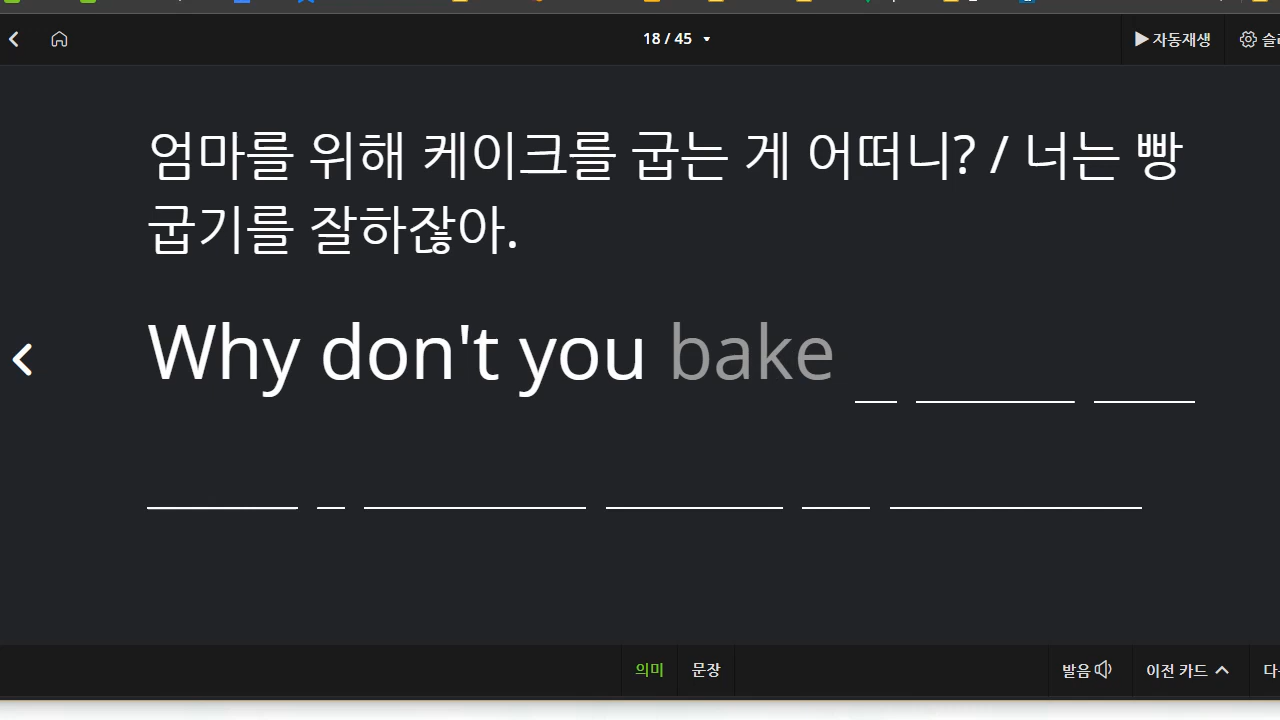 18 / 45
자동재생
엄마를 위해 케이크를 굽는 게 어떠니? / 너는 빵
굽기를 잘하잖아.
Why don't you bake
의미
문장
발음
이전 카드